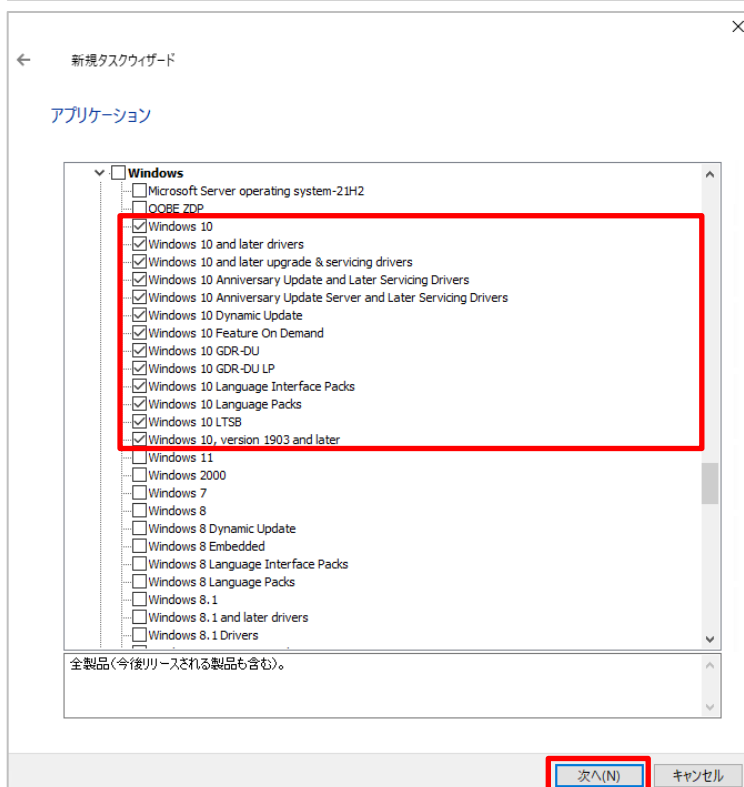 新規タスクウィザード
アプリケーション
Windows
Microsoft Server operating system-21H2
OOBE ZDP
Windows 10
Windows 10 and later drivers
Windows 10 and later upgrade & servicing drivers
Windows 10 Anniversary Update and Later Servicing Drivers
Windows 10 Anniversary Update Server and Later Servicing Drivers
Windows 10 Dynamic Update
Windows 10 Feature On Demand
Windows 10 GDR-DU
Windows 10 GDR-DU LP
Windows 10 Language Interface Packs
Windows 10 Language Packs
Windows 10 LTSB
Windows 10, version 1903 and later
Windows 11
Windows 2000
Windows 7
Windows 8
Windows 8 Dynamic Update
Windows 8 Embedded
Windows 8 Language Interface Packs
Windows 8 Language Packs
Windows 8.1
Windows 8.1 and later drivers
Windows 8.1 Drivers
全製品(今後リリースされる製品も含む)。
次へ(N)
キャンセル